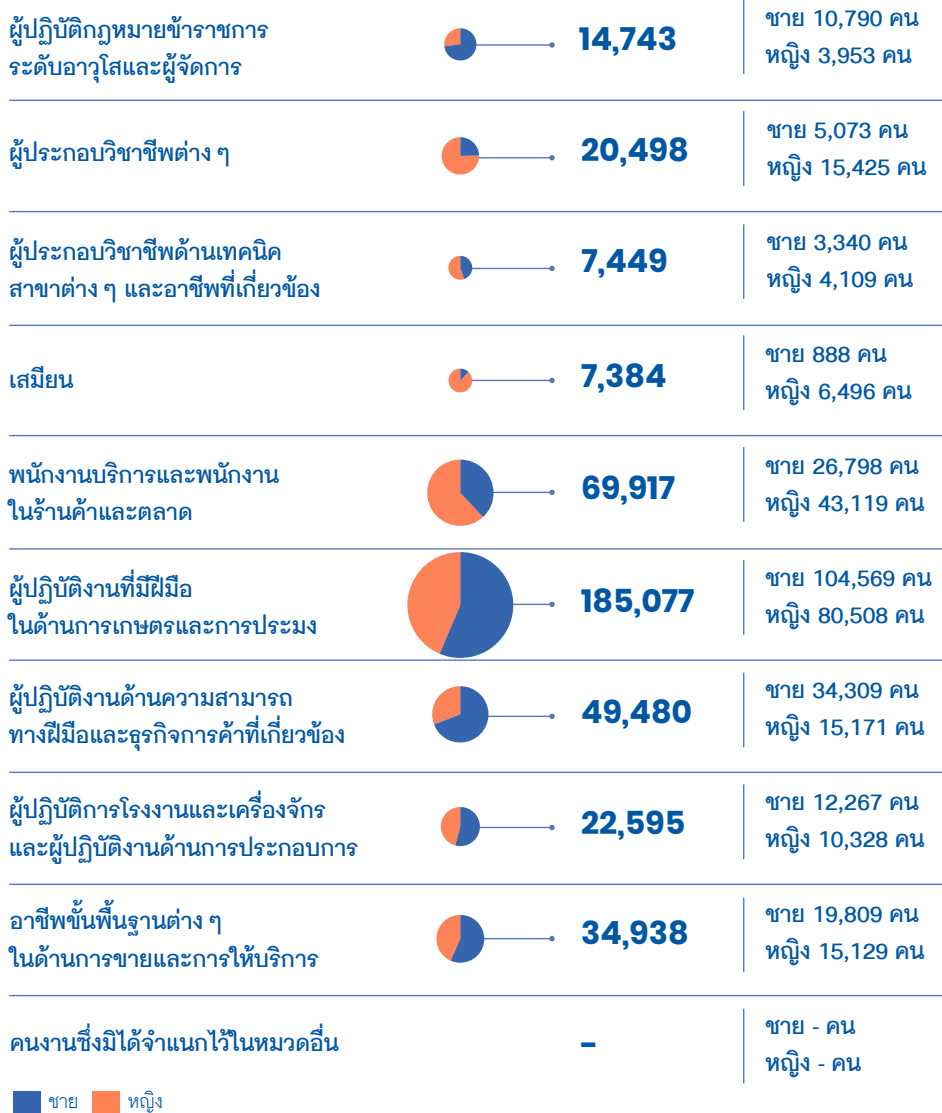 ผู้ปฏิบัติกฎหมายข้าราชการ
ระดับอาวุโสและผู้จัดการ
14,743
ชาย 10,790 คน
หญิง 3,953 คน
ผู้ประกอบวิชาชีพต่าง ๆ
20,498
ชาย 5,073 คน
หญิง 15,425 คน
ผู้ประกอบวิชาชีพด้านเทคนิค
สาขาต่าง ๆ และอาชีพที่เกี่ยวข้อง
7,449
ชาย 3,340 คน
หญิง 4,109 คน
เสมียน
7,384
ชาย 888 คน
หญิง 6,496 คน
พนักงานบริการและพนักงาน
ในร้านค้าและตลาด
69,917
ชาย 26,798 คน
หญิง 43,119 คน
ผู้ปฏิบัติงานที่มีฝีมือ
ในด้านการเกษตรและการประมง
185,077
ชาย 104,569 คน
หญิง 80,508 คน
ผู้ปฏิบัติงานด้านความสามารถ
ทางฝีมือและธุรกิจการค้าที่เกี่ยวข้อง
49,480
ชาย 34,309 คน
หญิง 15,171 คน
ผู้ปฏิบัติการโรงงานและเครื่องจักร
และผู้ปฏิบัติงานด้านการประกอบการ
22,595
ชาย 12,267 คน
หญิง 10,328 คน
อาชีพขั้นพื้นฐานต่าง ๆ
ในด้านการขายและการให้บริการ
34,938
ชาย 19,809 คน
หญิง 15,129 คน
คนงานซึ่งมิได้จำแนกไว้ในหมวดอื่น
-
ชาย - คน
หญิง - คน
ชาย หญิง